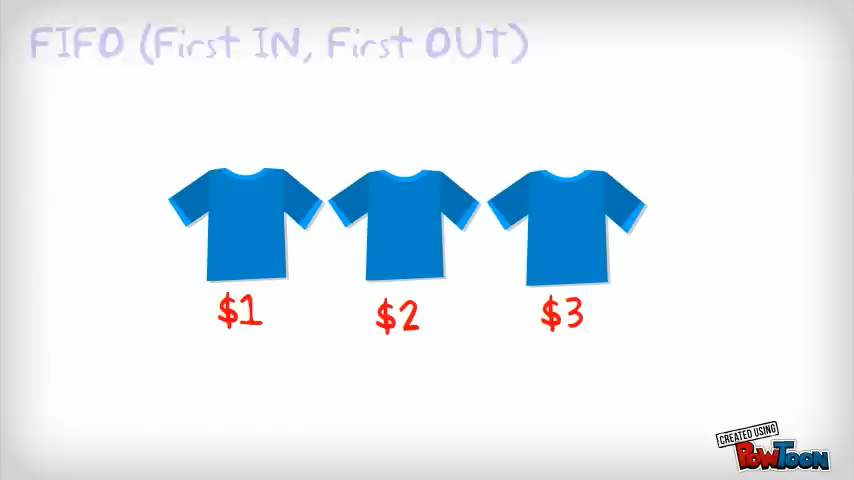 FIFO (First IN, First OUT)
$1 $2 $3
CREATED USING
POWTOON